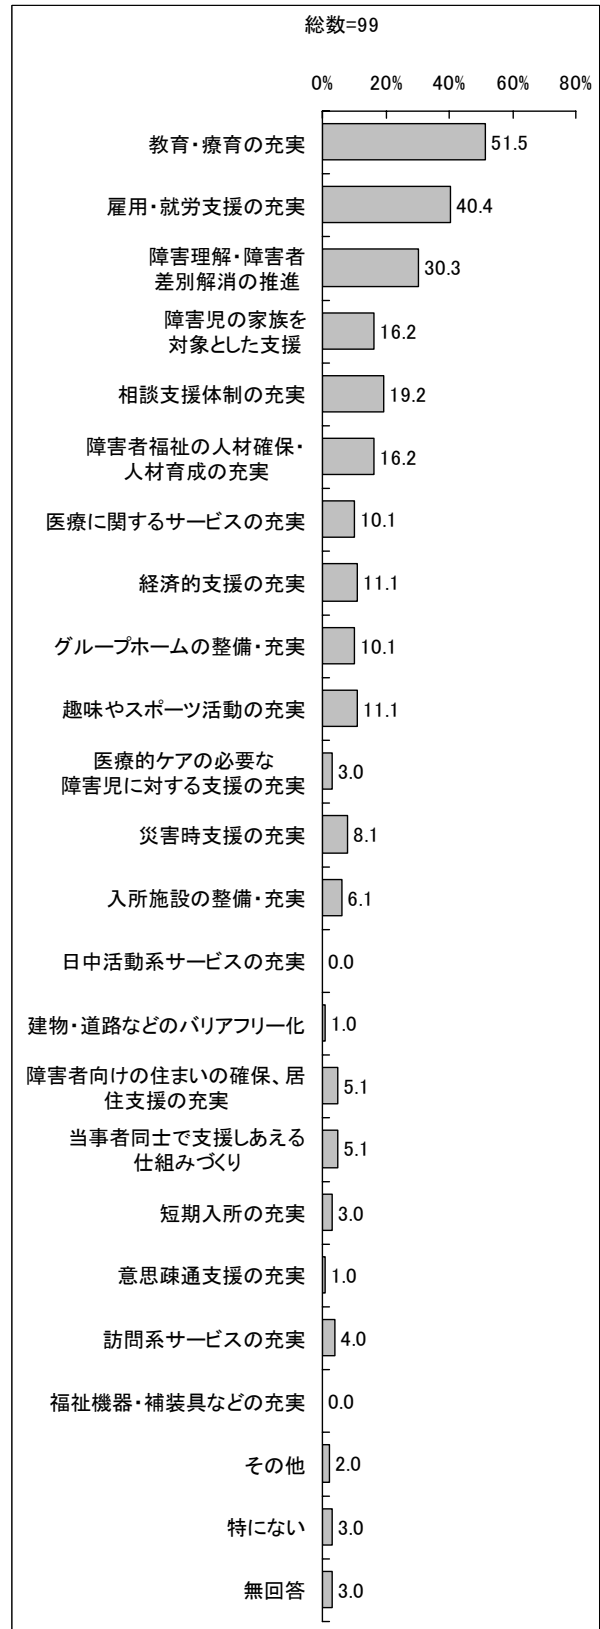 総数=99
0% 20% 40% 60% 80%
教育・療育の充実 51.5
雇用・就労支援の充実 40.4
障害理解・障害者
差別解消の推進 30.3
障害児の家族を
対象とした支援 16.2
相談支援体制の充実 19.2
障害者福祉の人材確保・
人材育成の充実 16.2
医療に関するサービスの充実 10.1
経済的支援の充実 11.1
グループホームの整備・充実 10.1
趣味やスポーツ活動の充実 11.1
医療的ケアの必要な
障害児に対する支援の充実 3.0
災害時支援の充実 8.1
入所施設の整備・充実 6.1
日中活動系サービスの充実 0.0
建物・道路などのバリアフリー化 1.0
障害者向けの住まいの確保、居
住支援の充実 5.1
当事者同士で支援しあえる
仕組みづくり 5.1
短期入所の充実 3.0
意思疎通支援の充実 1.0
訪問系サービスの充実 4.0
福祉機器・補装具などの充実 0.0
その他 2.0
特にない 3.0
無回答 3.0